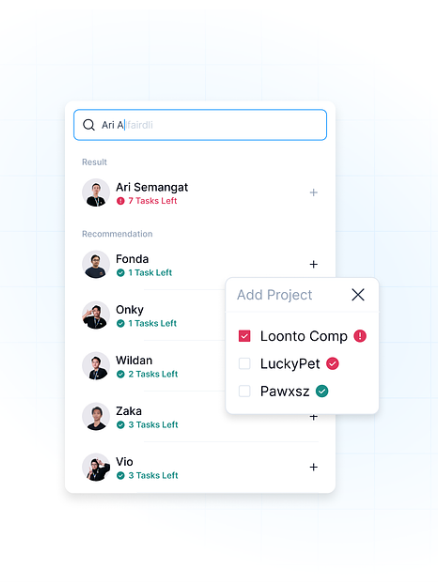 Ari Alfairdli
Result
Ari Semangat
7 Tasks Left
Recommendation
Fonda
1 Task Left
Onky
1 Tasks Left
Wildan
2 Tasks Left
Zaka
3 Tasks Left
Vio
3 Tasks Left
Add Project
Loonto Comp
LuckyPet
Pawxsz